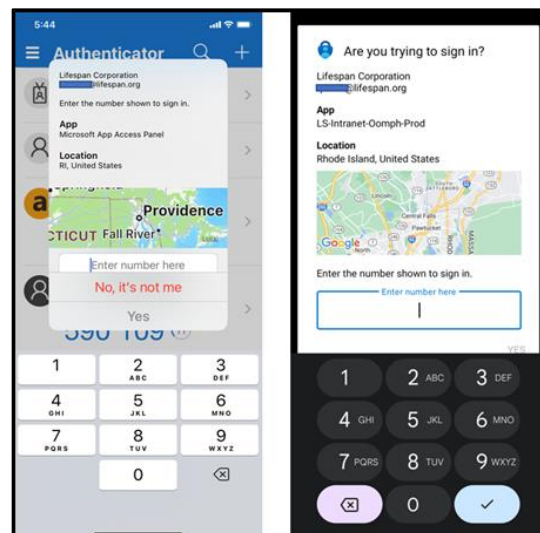 5:44
Authenticator
Lifespan Corporation
@lifespan.org
Enter the number shown to sign
in.
App
Microsoft App Access Panel
Location
RI, United States
Providence
CTICUT Fall River
Enter number here
No, it's not me
Yes
590 109
1
2 ABC
3 DEF
4 GHI
5 JKL
6 MNO
7 PQRS
8 TUV
9 WXYZ
0
Are you trying to sign in?
Lifespan Corporation
@lifespan.org
App
LS-Intranet-Oomph-Prod
Location
Rhode Island, United States
Lincoln
Central Falls
Pawtucket
Google
Enter the number shown to sign in.
Enter number here
YES
1
2 ABC
3 DEF
4 GHI
5 JKL
6 MNO
7 PQRS
8 TUV
9 WXYZ
0